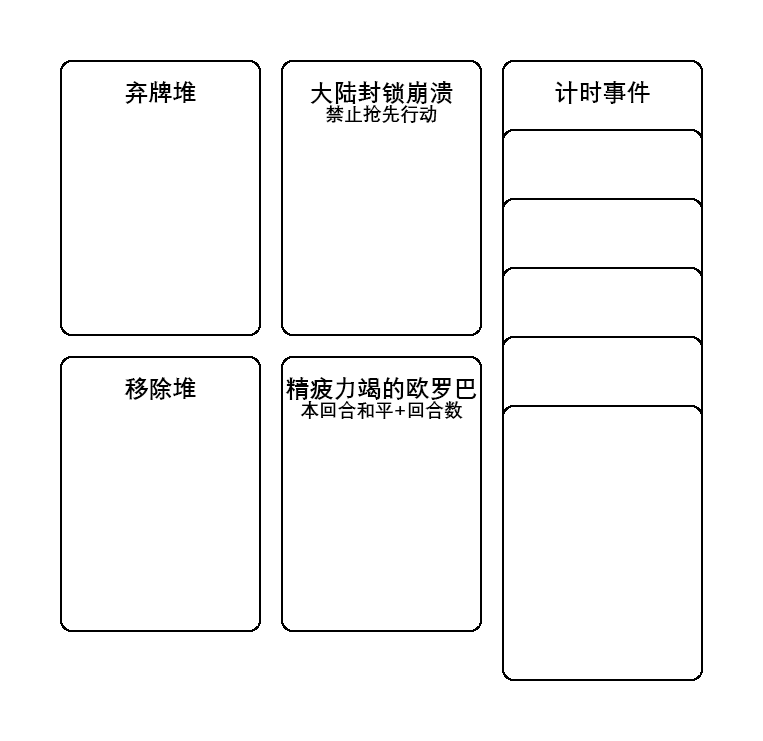 弃牌堆
大陆封锁崩溃
禁止抢先行动
计时事件
移除堆
精疲力竭的欧罗巴
本回合和平+回合数